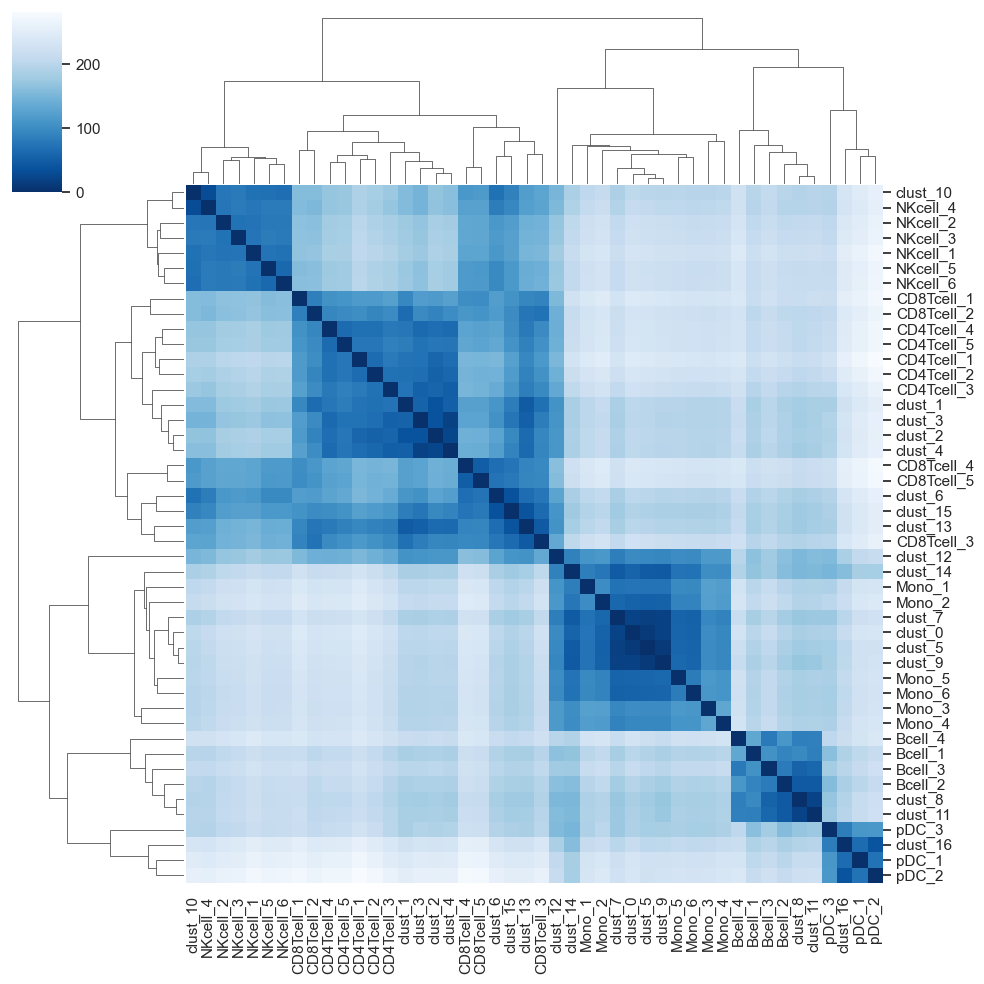 200
100
0
clust_10
NKcell_4
NKcell_2
NKcell_3
NKcell_1
NKcell_5
NKcell_6
CD8Tcell_1
CD8Tcell_2
CD4Tcell_4
CD4Tcell_5
CD4Tcell_1
CD4Tcell_2
CD4Tcell_3
clust_1
clust_3
clust_2
clust_4
CD8Tcell_4
CD8Tcell_5
clust_6
clust_15
clust_13
CD8Tcell_3
clust_12
clust_14
Mono_1
Mono_2
clust_7
clust_0
clust_5
clust_9
Mono_5
Mono_6
Mono_3
Mono_4
Bcell_4
Bcell_1
Bcell_3
Bcell_2
clust_8
clust_11
pDC_3
clust_16
pDC_1
pDC_2
clust_10
NKcell_4
NKcell_2
NKcell_3
NKcell_1
NKcell_5
NKcell_6
CD8Tcell_1
CD8Tcell_2
CD4Tcell_4
CD4Tcell_5
CD4Tcell_1
CD4Tcell_2
CD4Tcell_3
clust_1
clust_3
clust_2
clust_4
CD8Tcell_4
CD8Tcell_5
clust_6
clust_15
clust_13
CD8Tcell_3
clust_12
clust_14
Mono_1
Mono_2
clust_7
clust_0
clust_5
clust_9
Mono_5
Mono_6
Mono_3
Mono_4
Bcell_4
Bcell_1
Bcell_3
Bcell_2
clust_8
clust_11
pDC_3
clust_16
pDC_1
pDC_2